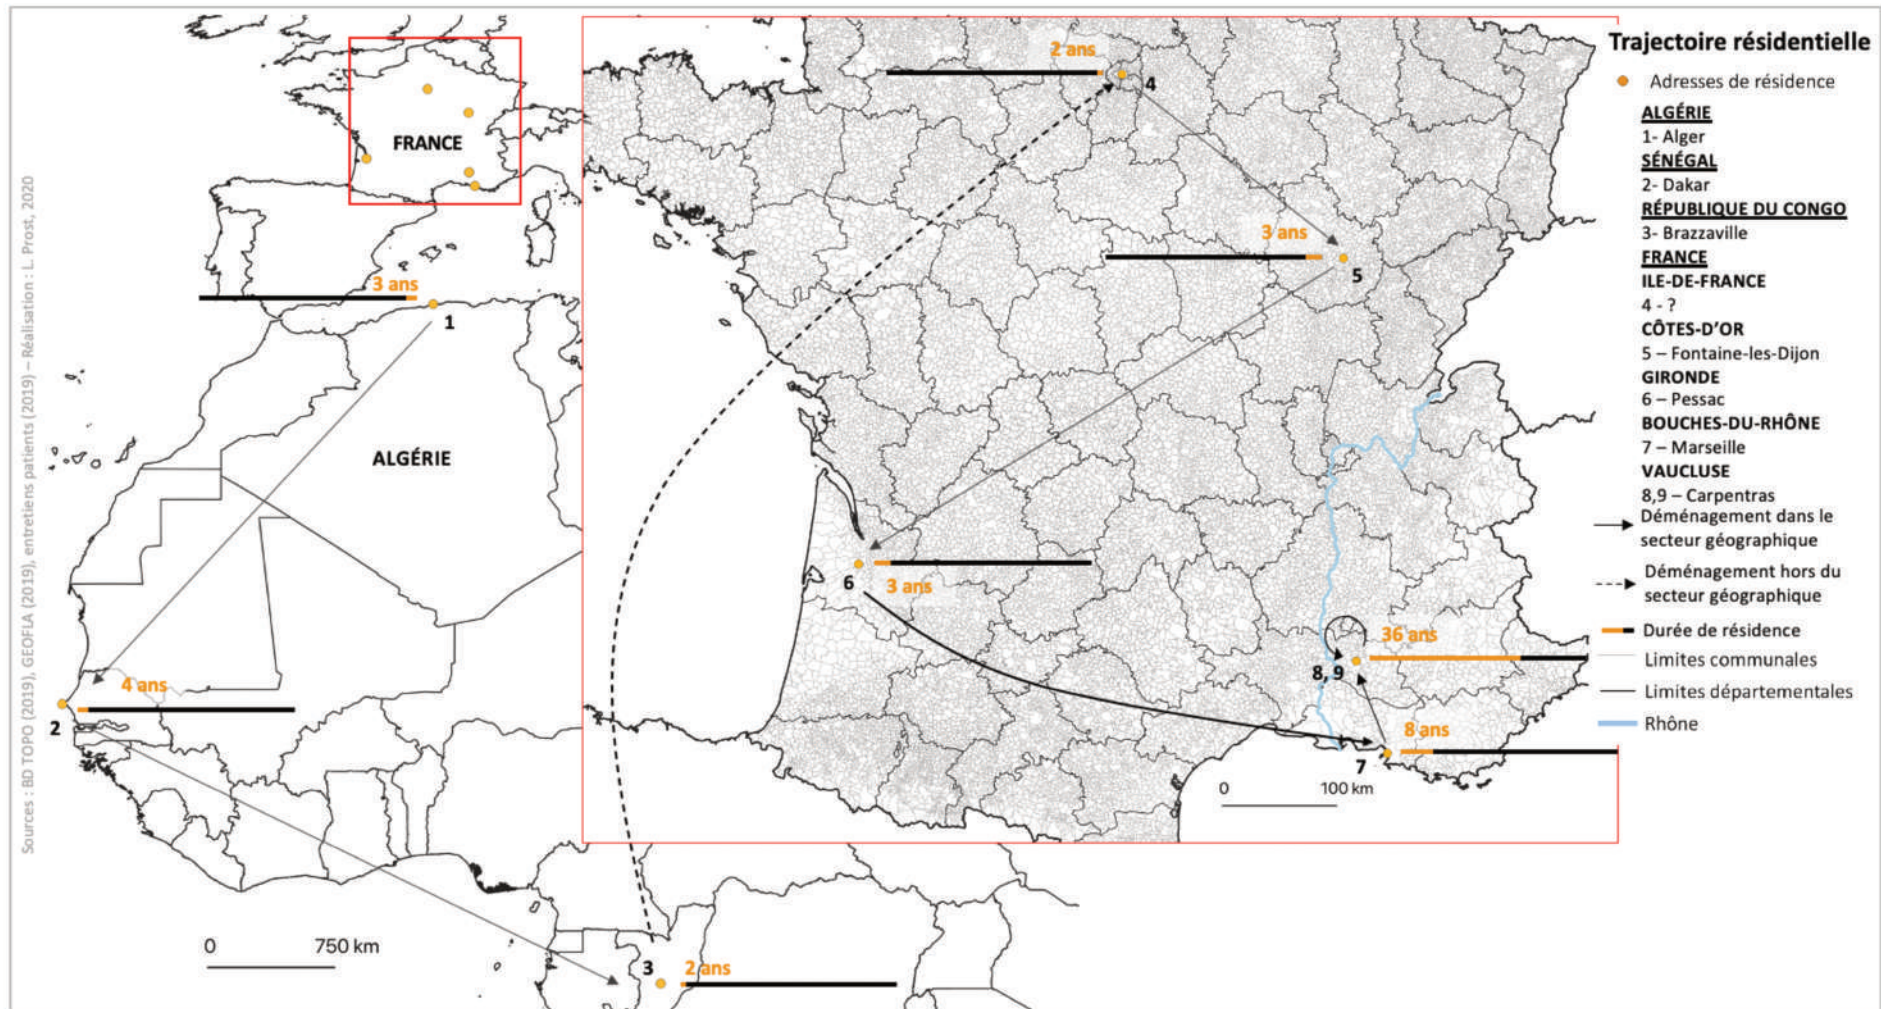 Sources : BD TOPO (2019), GEOFLA (2019), entretiens patients (2019) – Réalisation : L. Prost, 2020
FRANCE
3 ans
1
ALGÉRIE
4 ans
2
0 750 km
3
2 ans
2 ans
4
3 ans
5
6
3 ans
36 ans
8, 9
8 ans
7
0 100 km
Trajectoire résidentielle
Adresses de résidence
ALGÉRIE
1- Alger
SÉNÉGAL
2- Dakar
RÉPUBLIQUE DU CONGO
3- Brazzaville
FRANCE
ILE-DE-FRANCE
4 - ?
CÔTES-D'OR
5 – Fontaine-les-Dijon
GIRONDE
6 – Pessac
BOUCHES-DU-RHÔNE
7 – Marseille
VAUCLUSE
8,9 – Carpentras
Déménagement dans le
secteur géographique
Déménagement hors du
secteur géographique
Durée de résidence
Limites communales
Limites départementales
Rhône